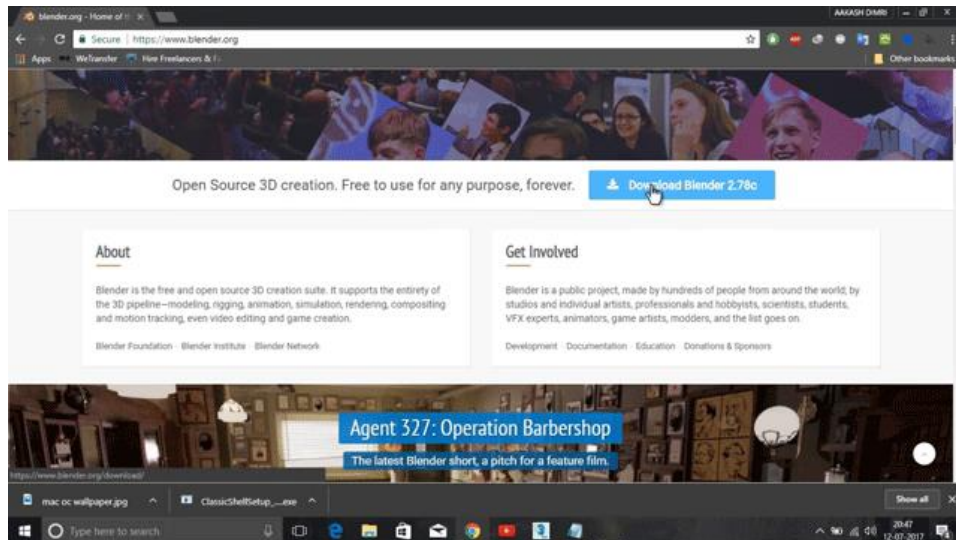 blender.org - Home of t
AAKASH DIMRI
Secure | https://www.blender.org
Apps WeTransfer Hire Freelancers & Fi
Other bookmarks
Open Source 3D creation. Free to use for any purpose, forever.
Download Blender 2.78c
About
Blender is the free and open source 3D creation suite. It supports the entirety of
the 3D pipeline—modeling, rigging, animation, simulation, rendering, compositing
and motion tracking, even video editing and game creation.
Blender Foundation · Blender Institute · Blender Network
Get Involved
Blender is a public project, made by hundreds of people from around the world; by
studios and individual artists, professionals and hobbyists, scientists, students,
VFX experts, animators, game artists, modders, and the list goes on.
Development · Documentation · Education · Donations & Sponsors
Agent 327: Operation Barbershop
The latest Blender short, a pitch for a feature film.
https://www.blender.org/download/
mac oc wallpaper.jpg
ClassicShellSetup_....exe
Show all
Type here to search
20:47
12-07-2017